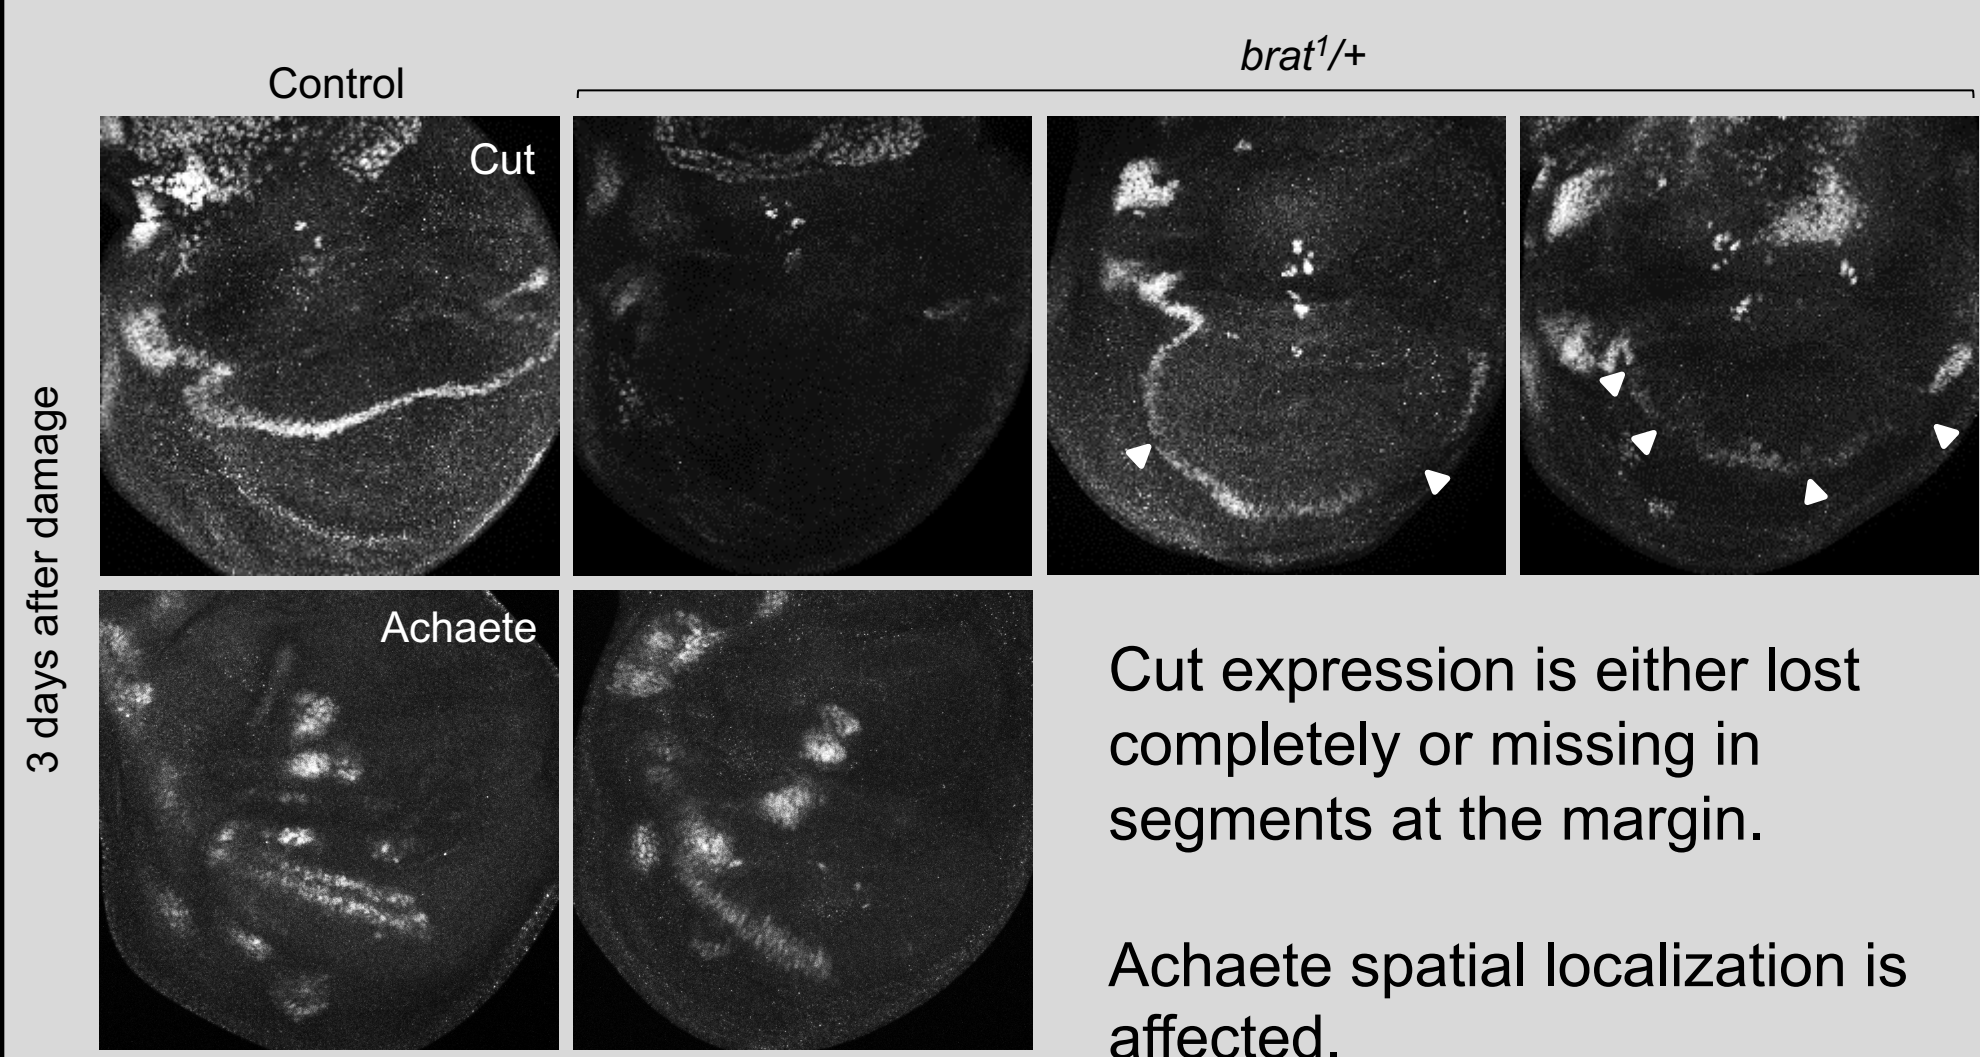 brat¹/+
Control
Cut
3 days after damage
Achaete
Cut expression is either lost
completely or missing in
segments at the margin.
Achaete spatial localization is
affected.